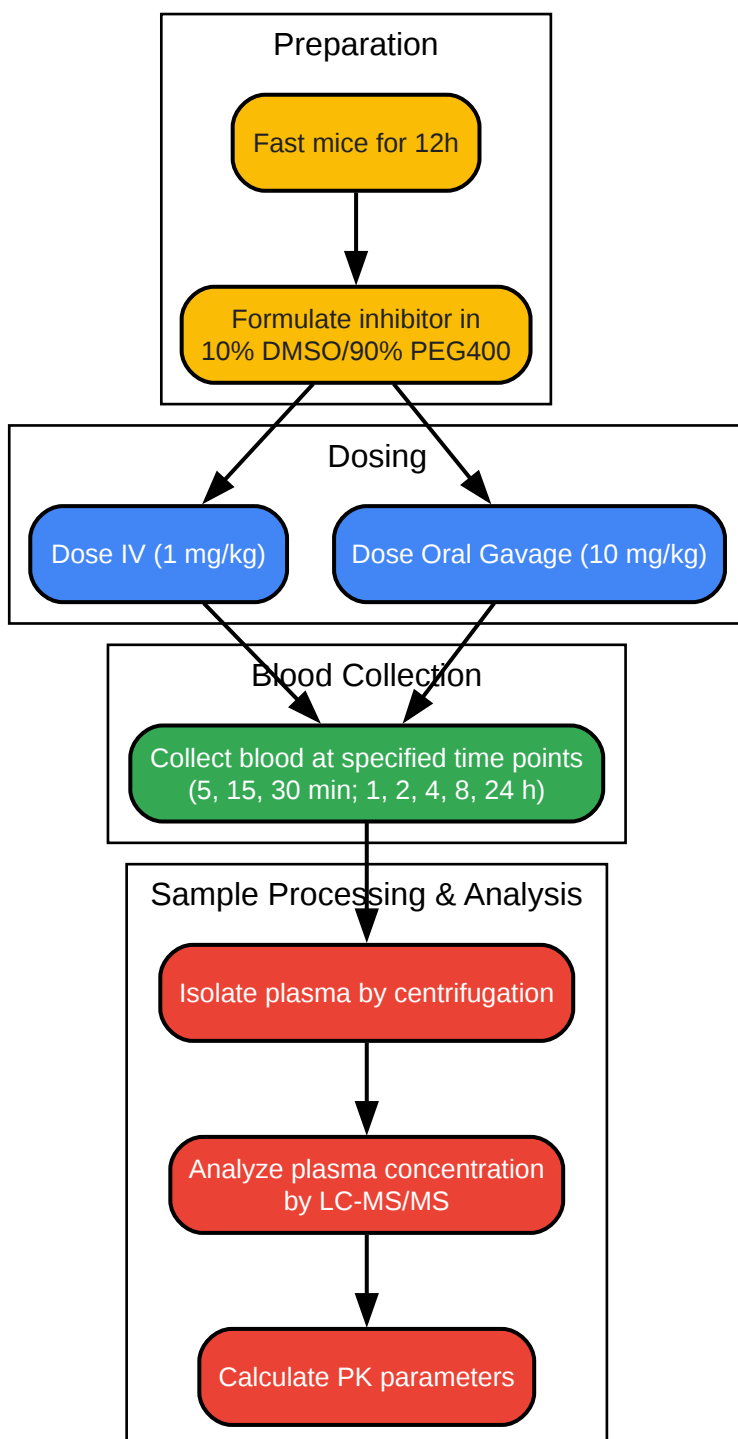 Preparation
Fast mice for 12h
Formulate inhibitor in
10% DMSO/90% PEG400
Dosing
Dose IV (1 mg/kg)
Dose Oral Gavage (10 mg/kg)
Blood Collection
Collect blood at specified time points
(5, 15, 30 min; 1, 2, 4, 8, 24 h)
Sample Processing & Analysis
Isolate plasma by centrifugation
Analyze plasma concentration
by LC-MS/MS
Calculate PK parameters